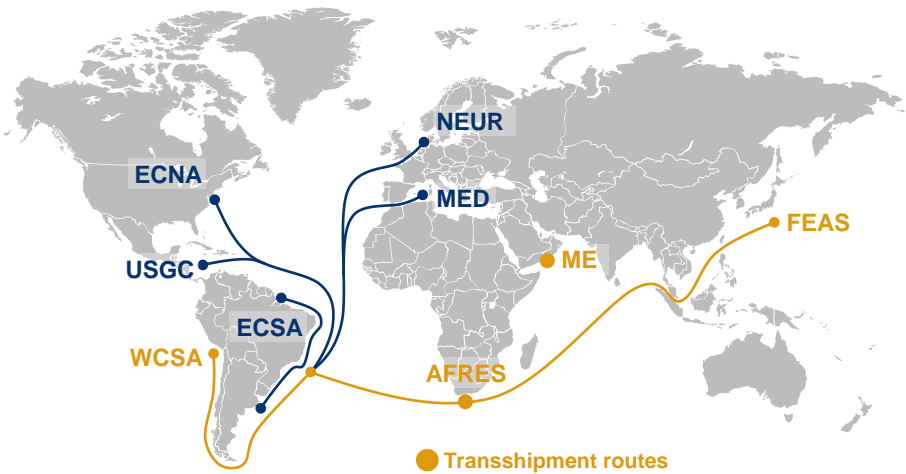 NEUR
ECNA
MED
FEAS
ME
USGC
ECSA
WCSA
AFRES
Transshipment routes